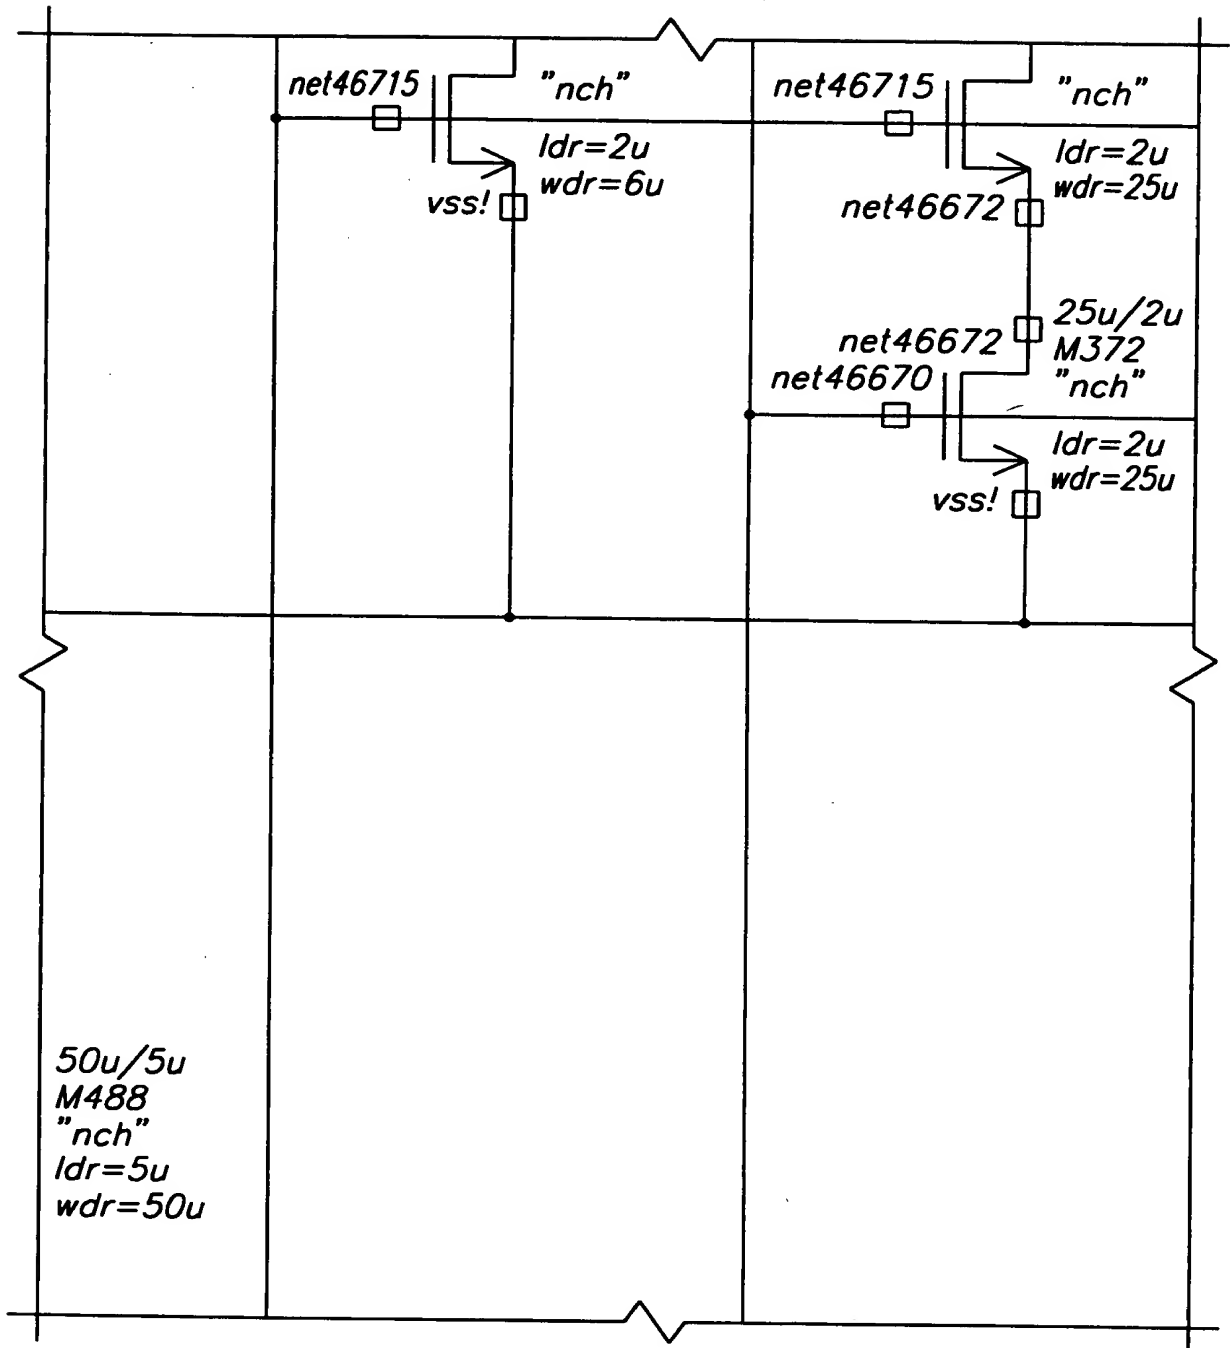 net46715
"nch"
ldr=2u
wdr=6u
vss!
net46715
"nch"
ldr=2u
wdr=25u
net46672
25u/2u
net46672
M372
net46670
"nch"
ldr=2u
wdr=25u
vss!
50u/5u
M488
"nch"
ldr=5u
wdr=50u